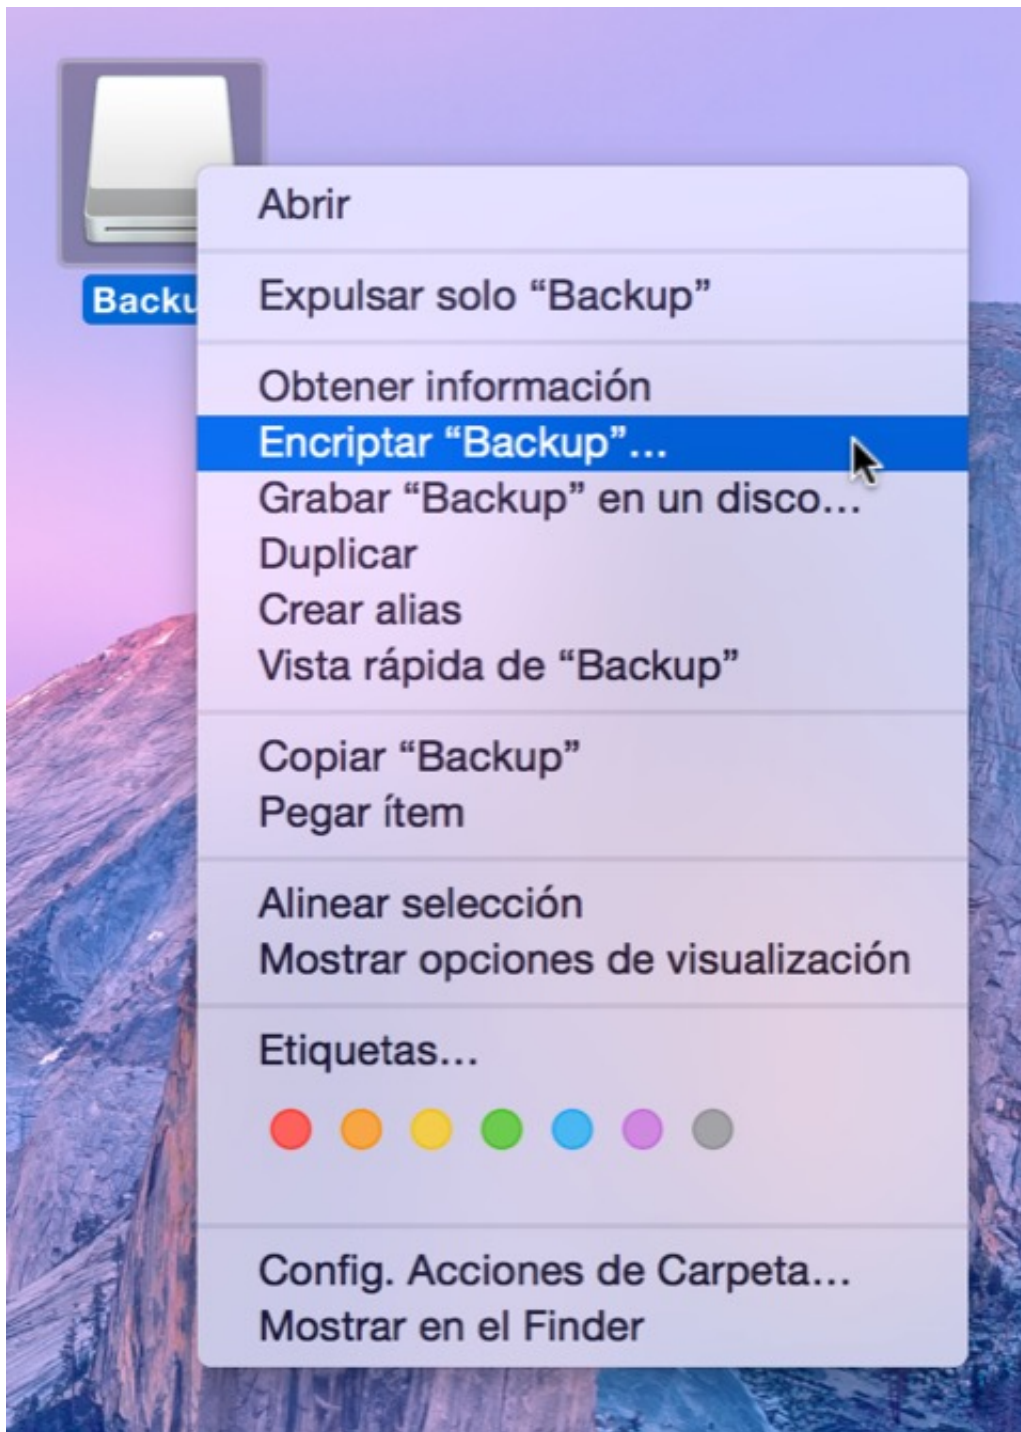 Backu
Abrir
Expulsar solo “Backup”
Obtener información
Encriptar “Backup”...
Grabar “Backup” en un disco...
Duplicar
Crear alias
Vista rápida de “Backup”
Copiar “Backup”
Pegar ítem
Alinear selección
Mostrar opciones de visualización
Etiquetas...
Config. Acciones de Carpeta...
Mostrar en el Finder